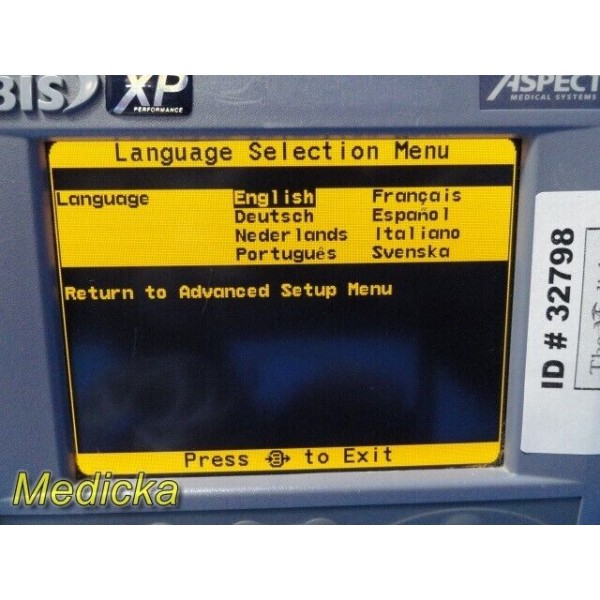 BIS XP
PERFORMANCE
ASPECT
MEDICAL SYSTEMS
Language Selection Menu
Language English Français
Deutsch Español
Nederlands Italiano
Português Svenska
Return to Advanced Setup Menu
Press to Exit
ID # 32798
The
Medicka